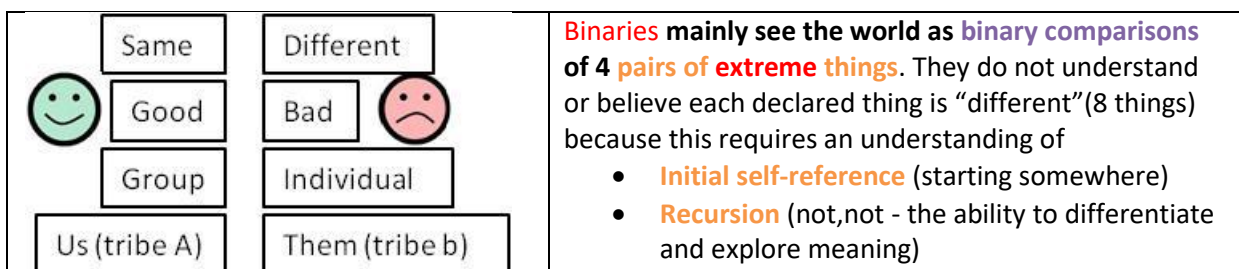 Same Different
Good Bad
Group Individual
Us (tribe A) Them (tribe b)
Binaries mainly see the world as binary comparisons
of 4 pairs of extreme things. They do not understand
or believe each declared thing is “different”(8 things)
because this requires an understanding of
• Initial self-reference (starting somewhere)
• Recursion (not,not - the ability to differentiate
and explore meaning)